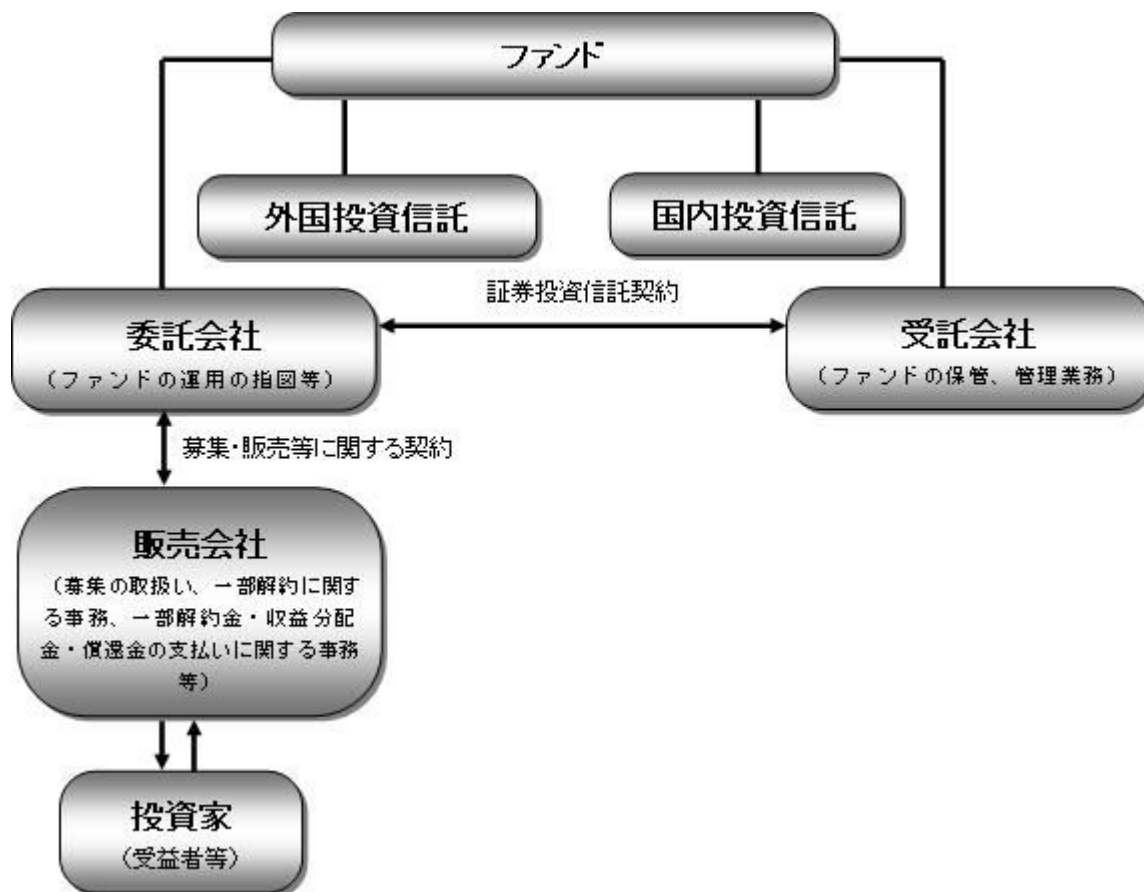 ファンド
外国投資信託
国内投資信託
証券投資信託契約
委託会社
(ファンドの運用の指図等)
受託会社
(ファンドの保管、管理業務)
募集・販売等に関する契約
販売会社
(募集の取扱い、一部解約に関す
る事務、一部解約金・収益分配
金・償還金の支払いに関する事務
等)
投資家
(受益者等)